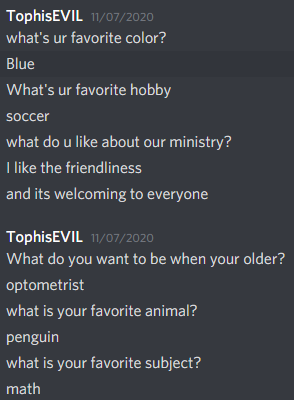 TophisEVIL 11/07/2020
what's ur favorite color?
Blue
What's ur favorite hobby
soccer
what do u like about our ministry?
I like the friendliness
and its welcoming to everyone
TophisEVIL 11/07/2020
What do you want to be when your older?
optometrist
what is your favorite animal?
penguin
what is your favorite subject?
math